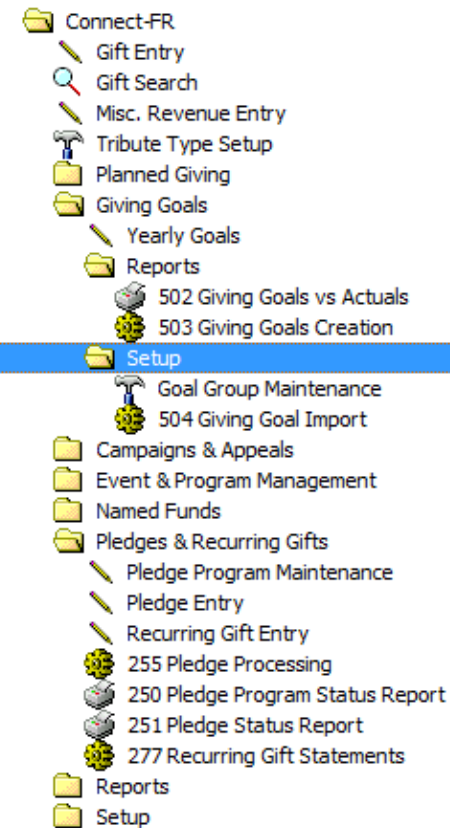 Connect-FR
Gift Entry
Gift Search
Misc. Revenue Entry
Tribute Type Setup
Planned Giving
Giving Goals
Yearly Goals
Reports
502 Giving Goals vs Actuals
503 Giving Goals Creation
Setup
Goal Group Maintenance
504 Giving Goal Import
Campaigns & Appeals
Event & Program Management
Named Funds
Pledges & Recurring Gifts
Pledge Program Maintenance
Pledge Entry
Recurring Gift Entry
255 Pledge Processing
250 Pledge Program Status Report
251 Pledge Status Report
277 Recurring Gift Statements
Reports
Setup